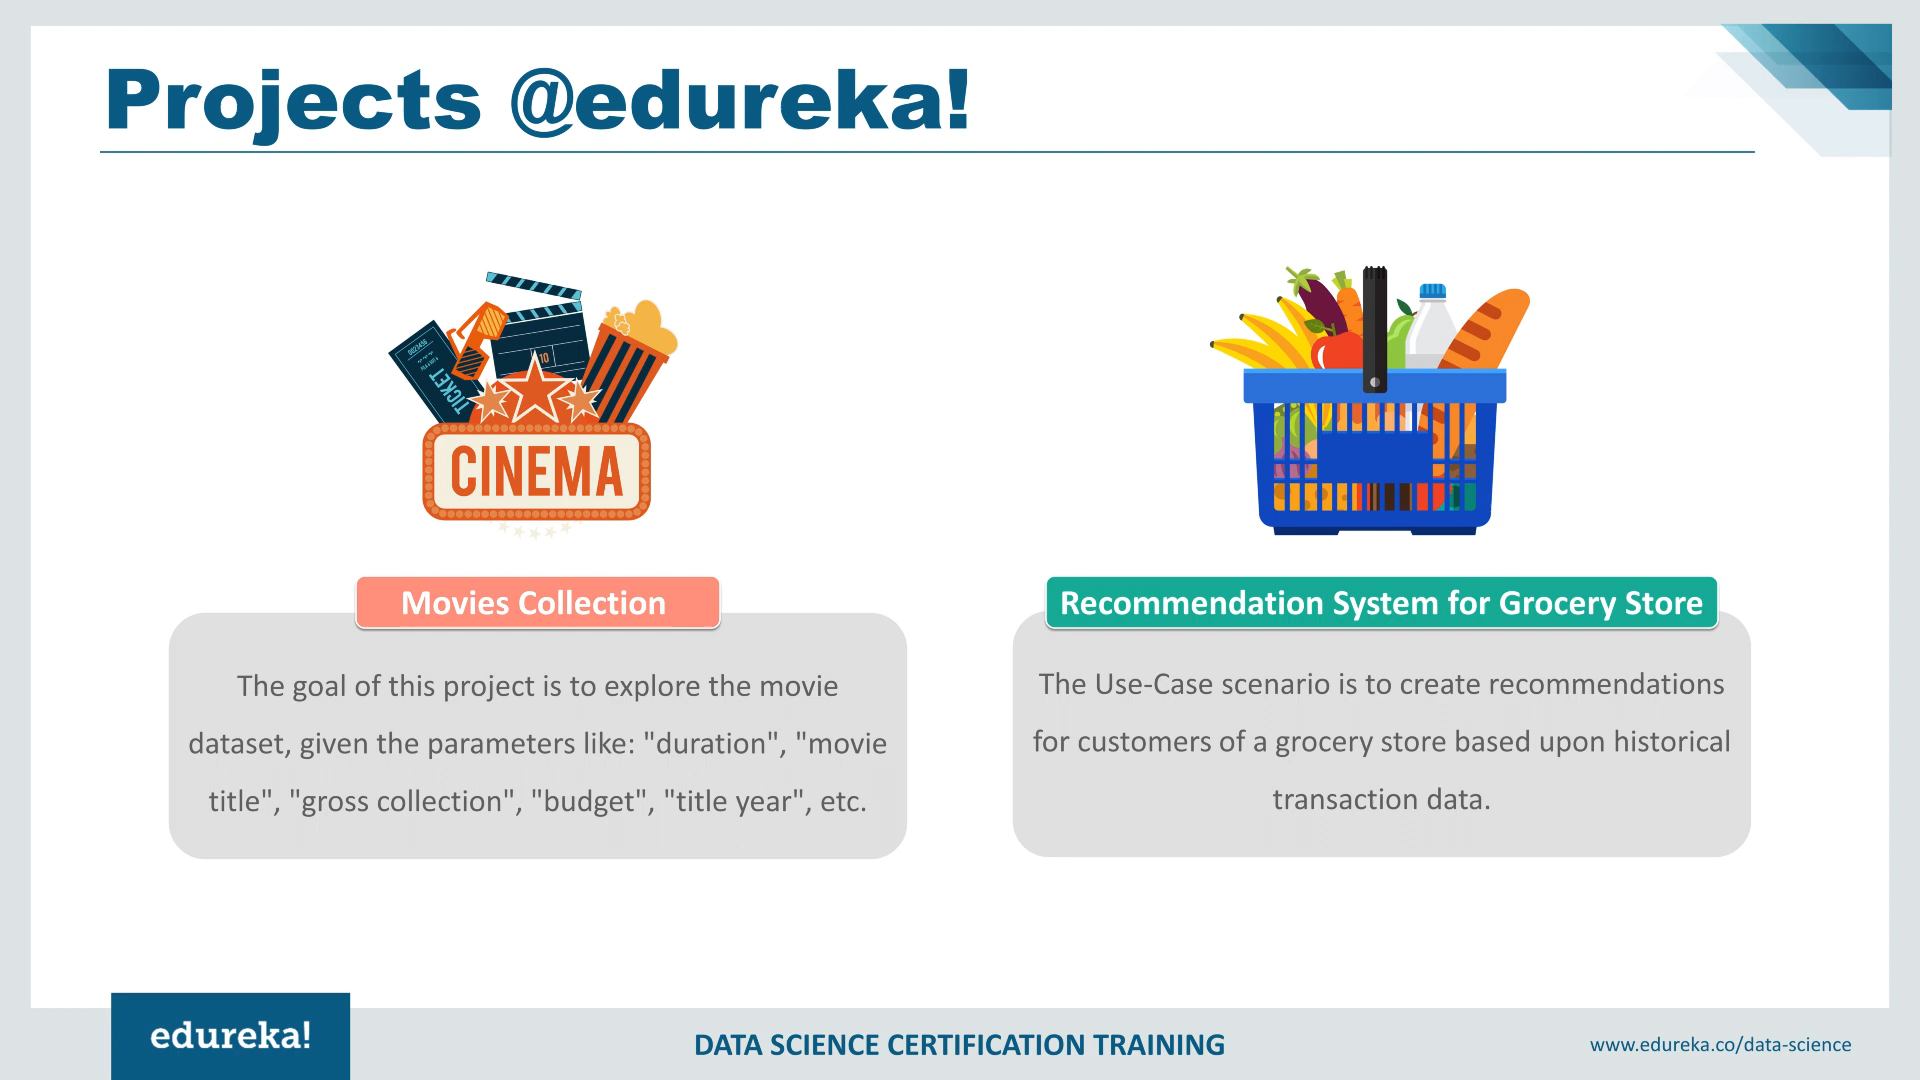 Projects @edureka!
0023456
TICKET
10
CINEMA
Movies Collection
The goal of this project is to explore the movie
dataset, given the parameters like: "duration", "movie
title", "gross collection", "budget", "title year", etc.
Recommendation System for Grocery Store
The Use-Case scenario is to create recommendations
for customers of a grocery store based upon historical
transaction data.
edureka!
DATA SCIENCE CERTIFICATION TRAINING
www.edureka.co/data-science